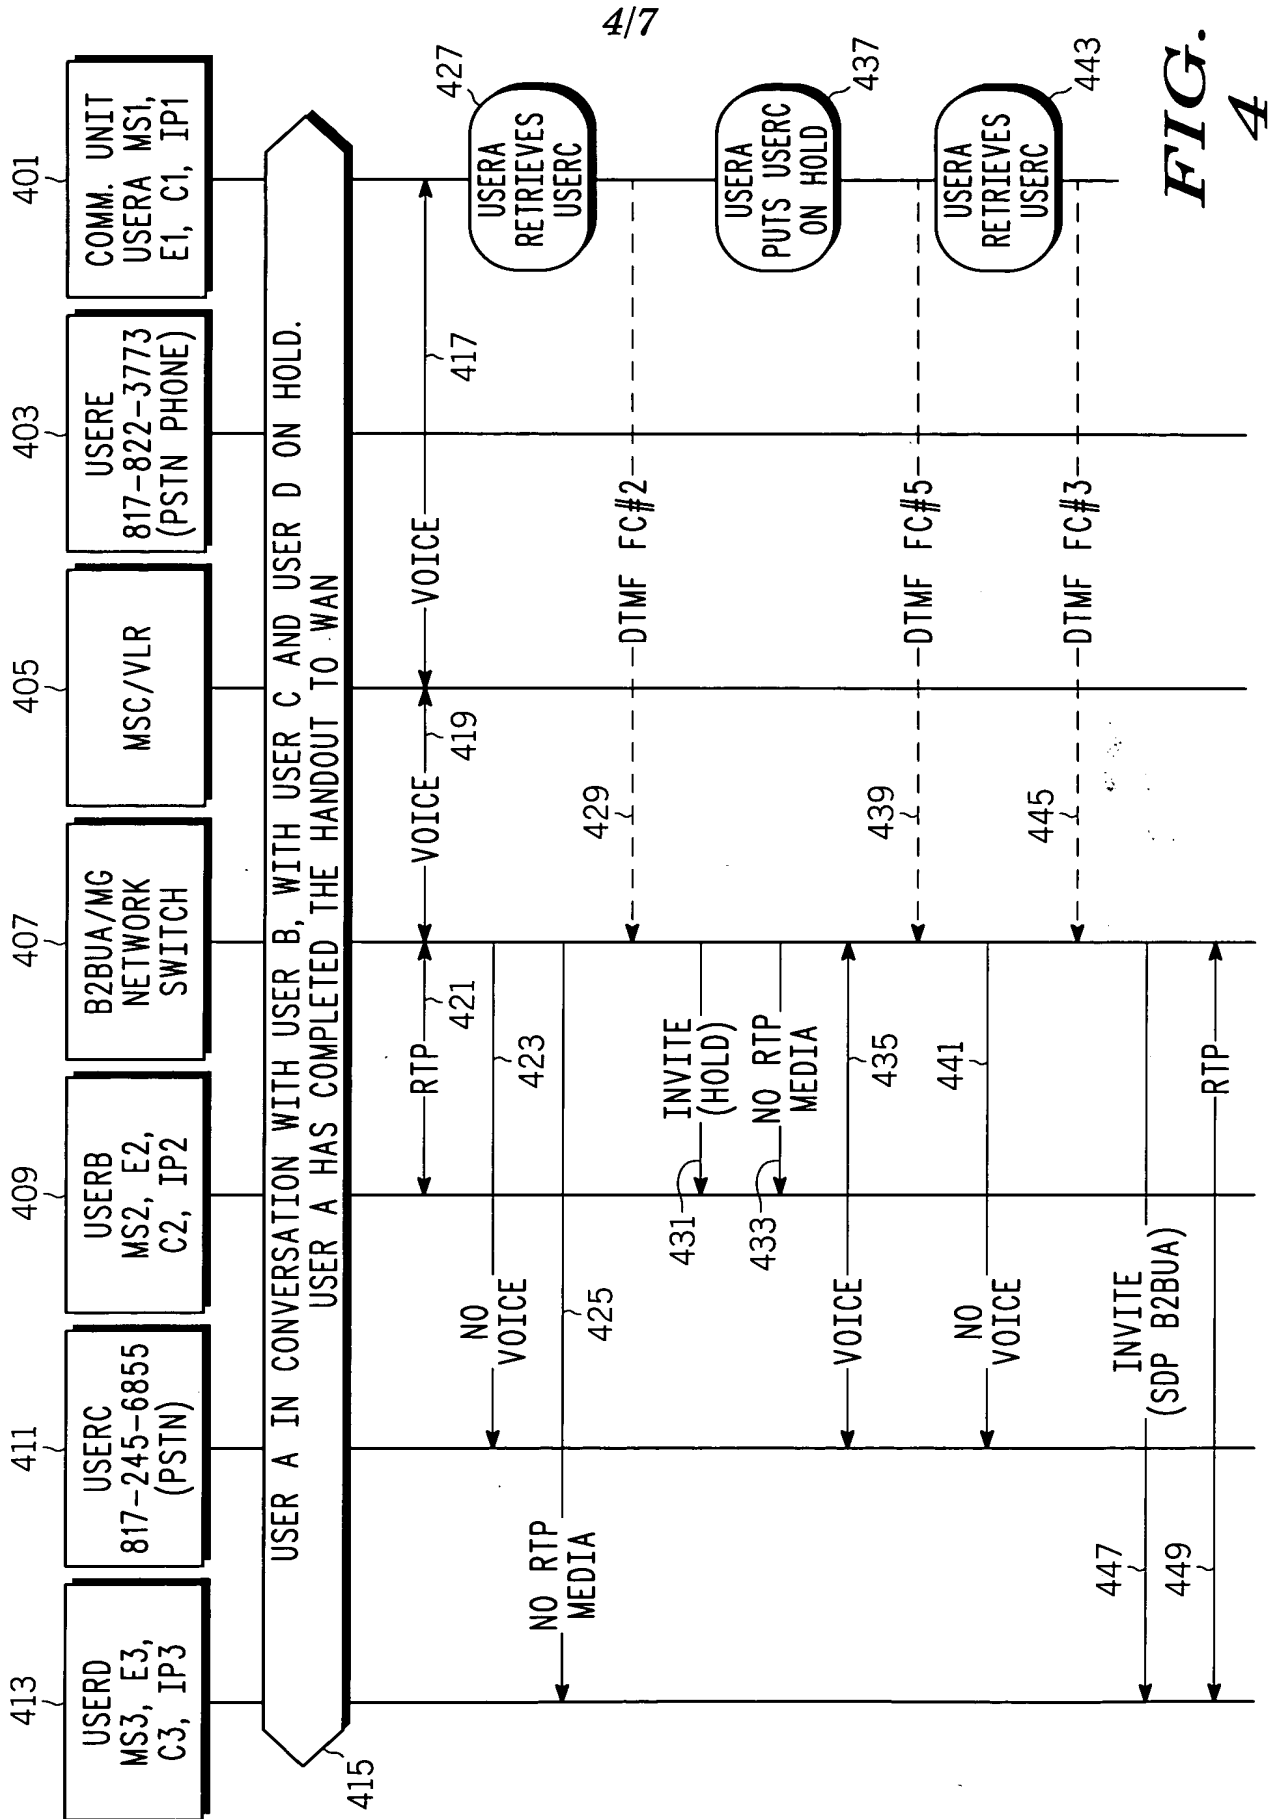 4/7
413
411
409
407
405
403
401
USERD
MS3, E3,
C3, IP3
USERC
817-245-6855
(PSTN)
USERB
MS2, E2,
C2, IP2
B2BUA/MG
NETWORK
SWITCH
MSC/VLR
USERE
817-822-3773
(PSTN PHONE)
COMM. UNIT
USERA MS1,
E1, C1, IP1
USER A IN CONVERSATION WITH USER B, WITH USER C AND USER D ON HOLD.
USER A HAS COMPLETED THE HANDOUT TO WAN
415
RTP
421
VOICE
419
VOICE
417
NO
VOICE
423
NO RTP
MEDIA
425
USERA
RETRIEVES
USERC
427
429
DTMF FC#2
431
INVITE
(HOLD)
433
NO RTP
MEDIA
USERA
PUTS USERC
ON HOLD
437
VOICE
435
439
DTMF FC#5
NO
VOICE
441
USERA
RETRIEVES
USERC
443
445
DTMF FC#3
447
INVITE
(SDP B2BUA)
449
RTP
FIG.
4